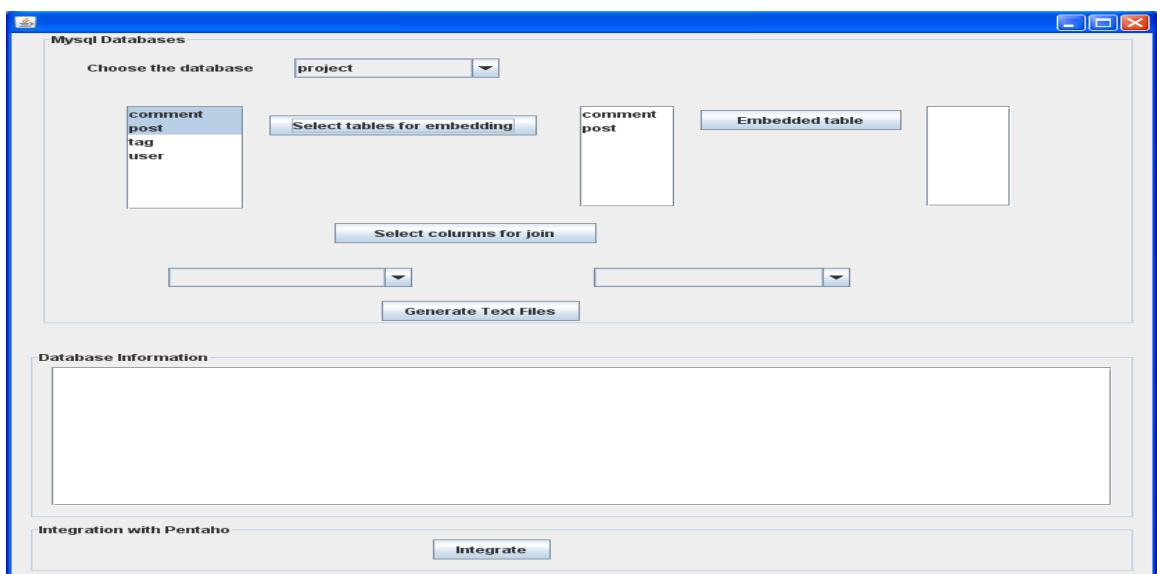 Mysql Databases
Choose the database project
comment
post
tag
user
Select tables for embedding
comment
post
Embedded table
Select columns for join
Generate Text Files
Database Information
Integration with Pentaho
Integrate